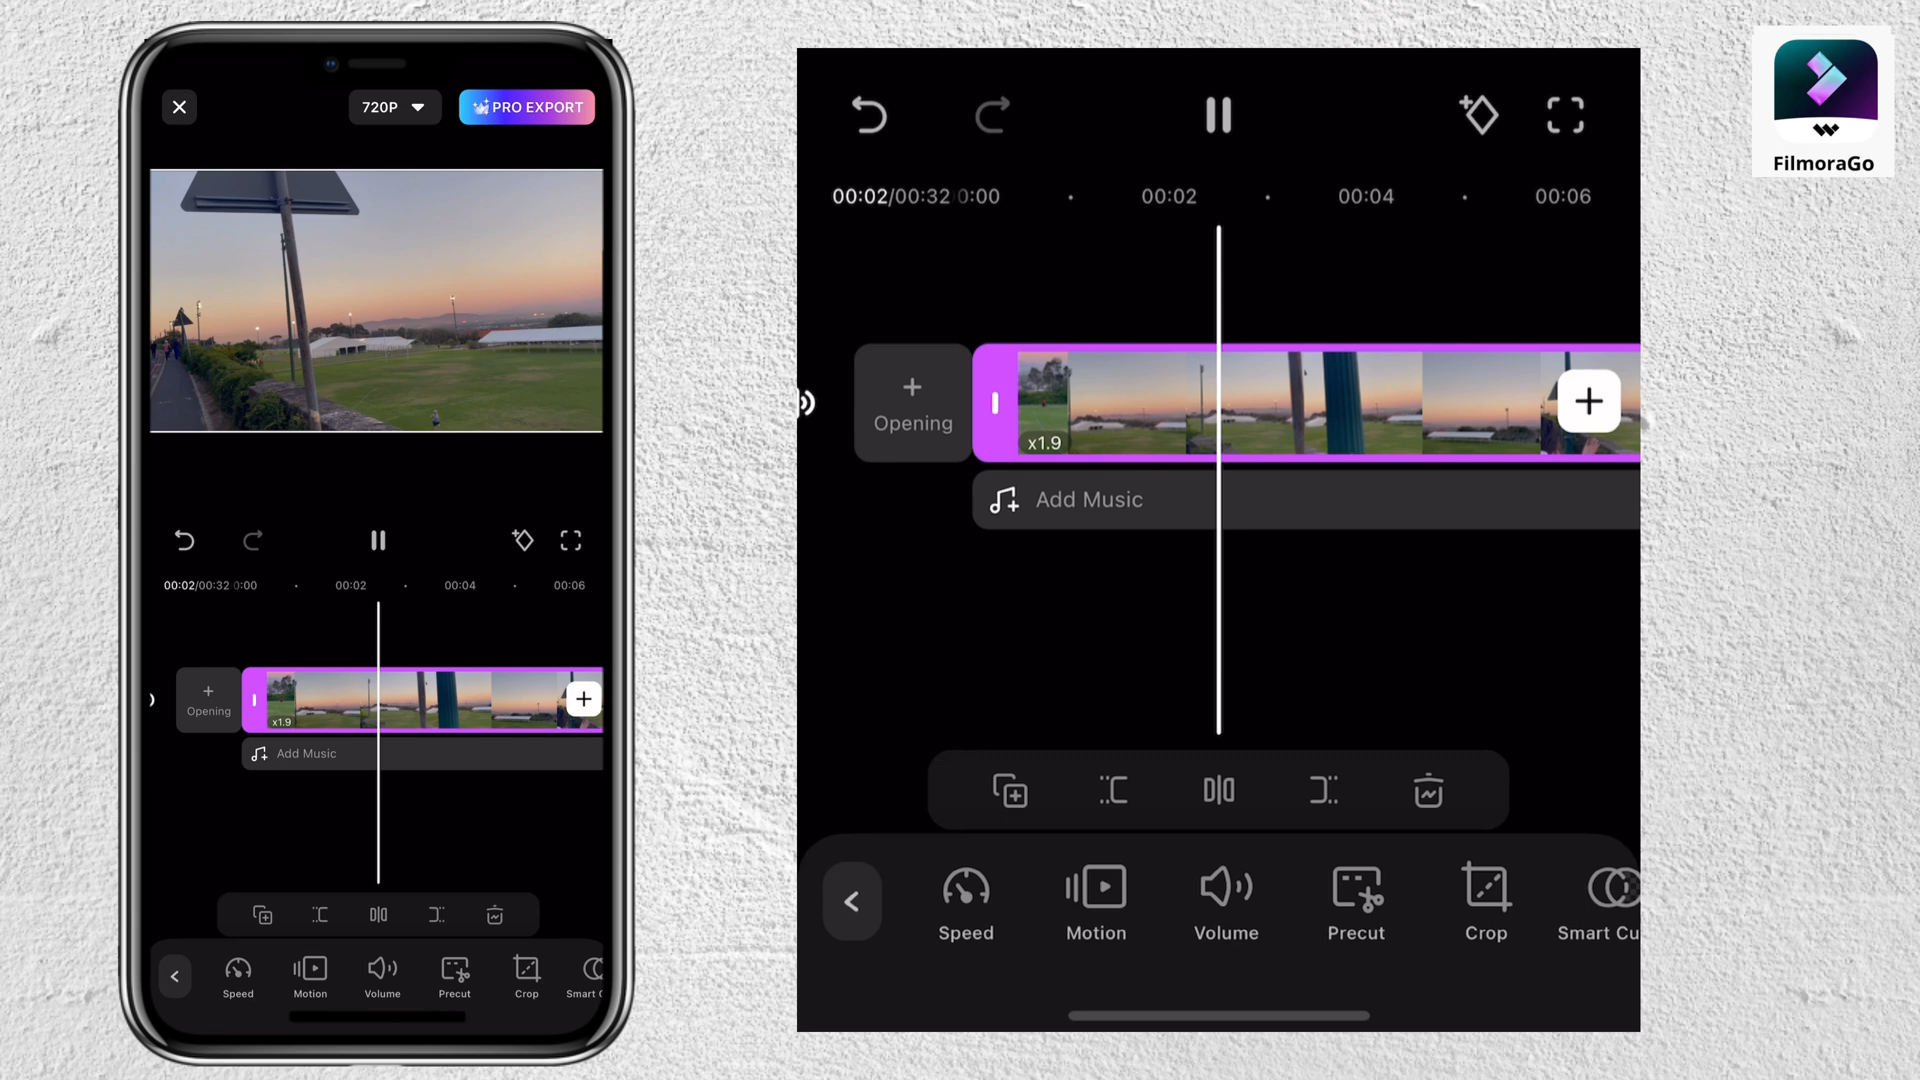 720P
PRO EXPORT
00:02/00:32 0:00
00:02
00:04
00:06
+
Opening
x1.9
+
Add Music
Speed
Motion
Volume
Precut
Crop
Smart C
00:02/00:32 0:00
00:02
00:04
00:06
+
Opening
x1.9
+
Add Music
Speed
Motion
Volume
Precut
Crop
Smart Cu
FilmoraGo